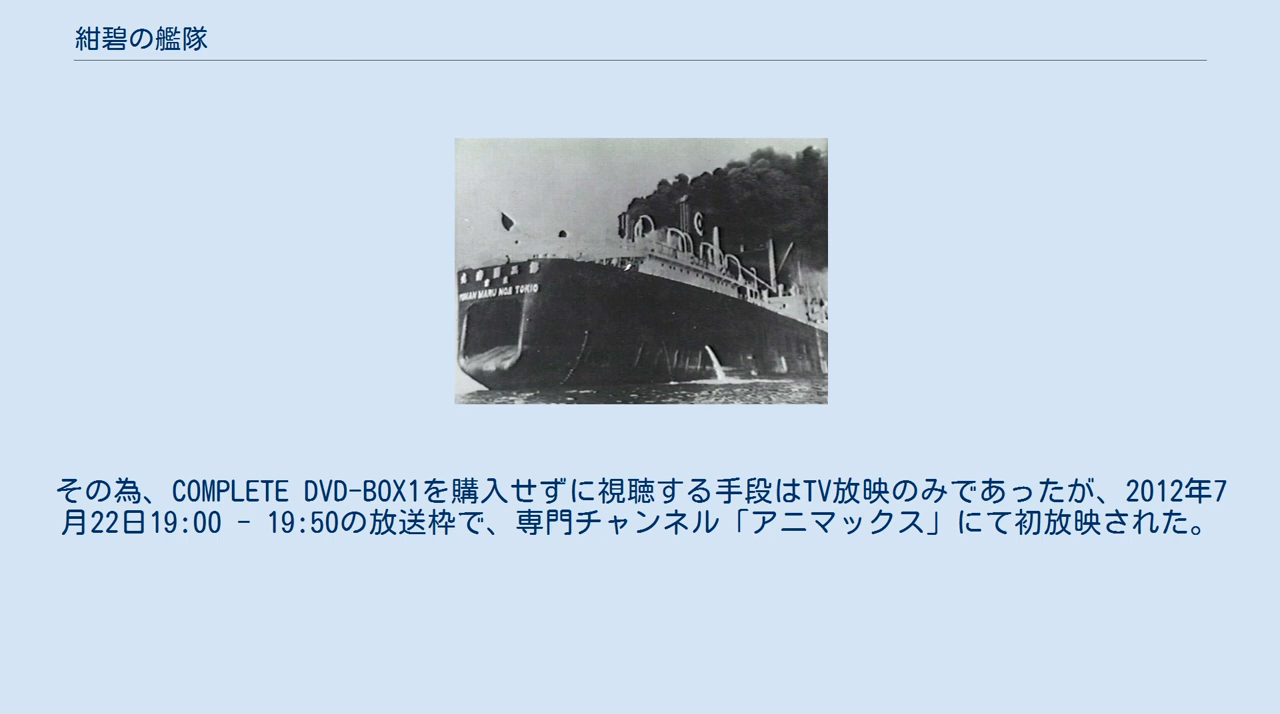 紺碧の艦隊
MARU NO8 TOKIO
その為、COMPLETE DVD-BOX1を購入せずに視聴する手段はTV放映のみであったが、2012年7
月22日19:00 - 19:50の放送枠で、専門チャンネル「アニマックス」にて初放映された。